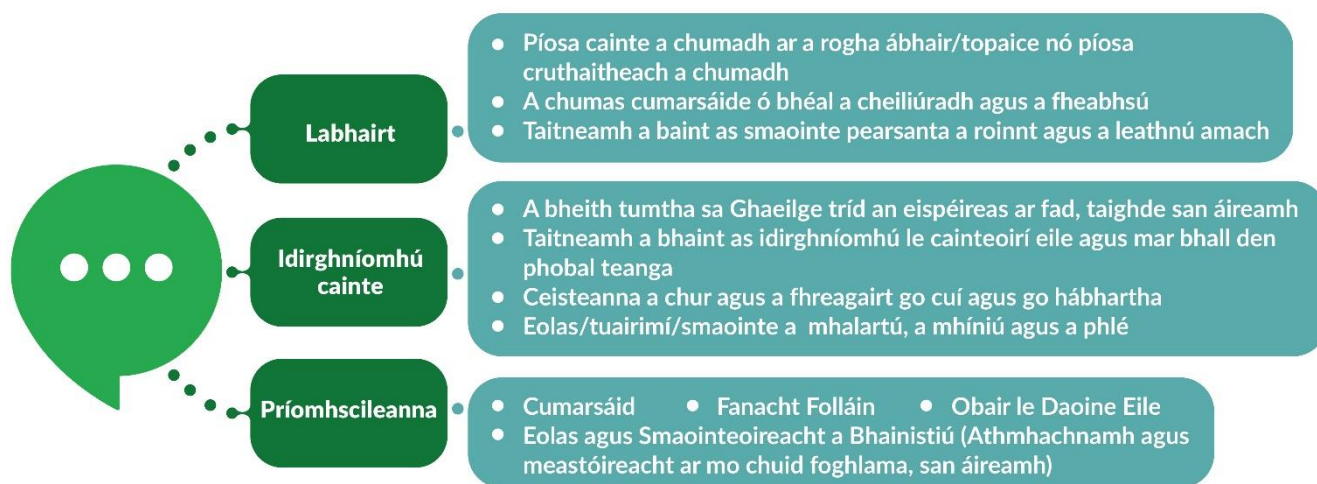 Labhairt
• Píosa cainte a chumadh ar a rogha ábhair/topaice nó píosa
cruthaitheach a chumadh
• A chumas cumarsáide ó bhéal a cheiliúradh agus a fheabhsú
• Taitneamh a baint as smaointe pearsanta a roinnt agus a leathnú amach
Idirghníomhú
cainte
• A bheith tumtha sa Ghaeilge tríd an eispéireas ar fad, taighde san áireamh
• Taitneamh a bhaint as idirghníomhú le cainteoirí eile agus mar bhall den
phobal teanga
• Ceisteanna a chur agus a fhreagairt go cuí agus go hábhartha
• Eolas/tuairimí/smaointe a mhalartú, a mhíniú agus a phlé
Príomhscileanna
• Cumarsáid • Fanacht Folláin • Obair le Daoine Eile
• Eolas agus Smaointeoireacht a Bhainistiú (Athmhachnamh agus
meastóireacht ar mo chuid foghlama, san áireamh)